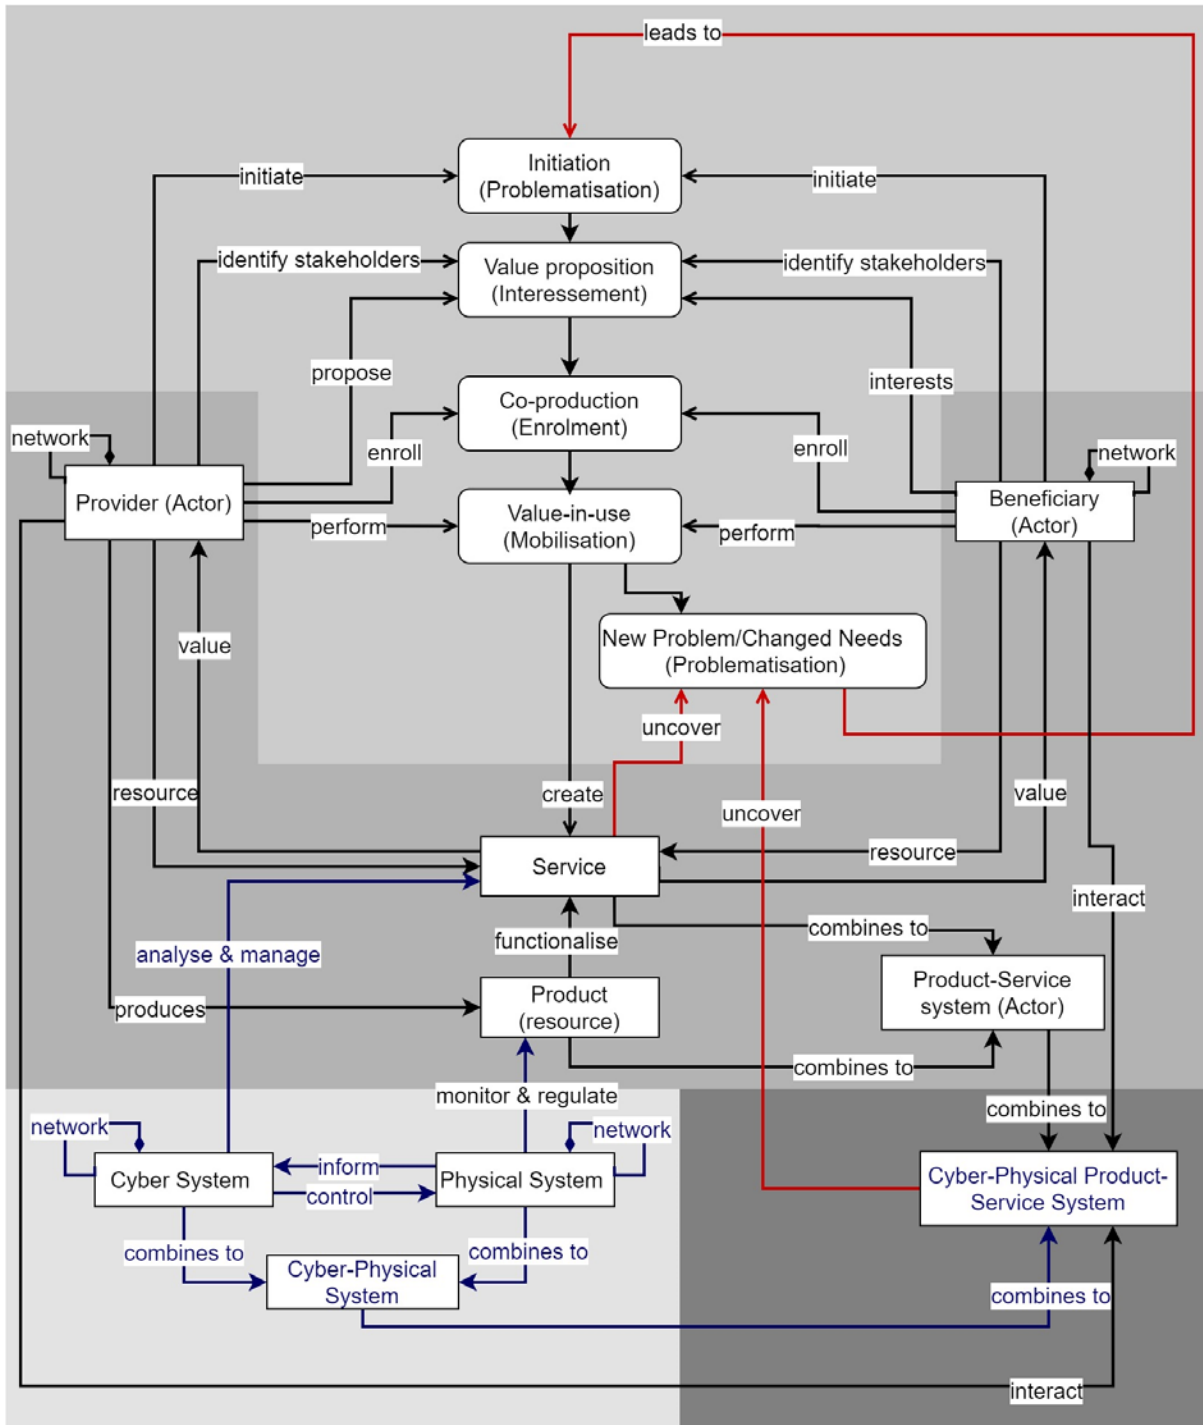 leads to
Initiation
(Problematisation)
initiate
initiate
identify stakeholders
Value proposition
(Interessement)
identify stakeholders
propose
interests
Co-production
(Enrolment)
enroll
enroll
network
network
Provider (Actor)
Value-in-use
(Mobilisation)
Beneficiary
(Actor)
perform
perform
New Problem/Changed Needs
(Problematisation)
value
uncover
resource
create
uncover
value
Service
resource
interact
functionalise
combines to
analyse & manage
Product
(resource)
Product-Service
system (Actor)
produces
combines to
monitor & regulate
combines to
network
network
Cyber System
inform
control
Physical System
Cyber-Physical Product-
Service System
combines to
combines to
Cyber-Physical
System
combines to
interact